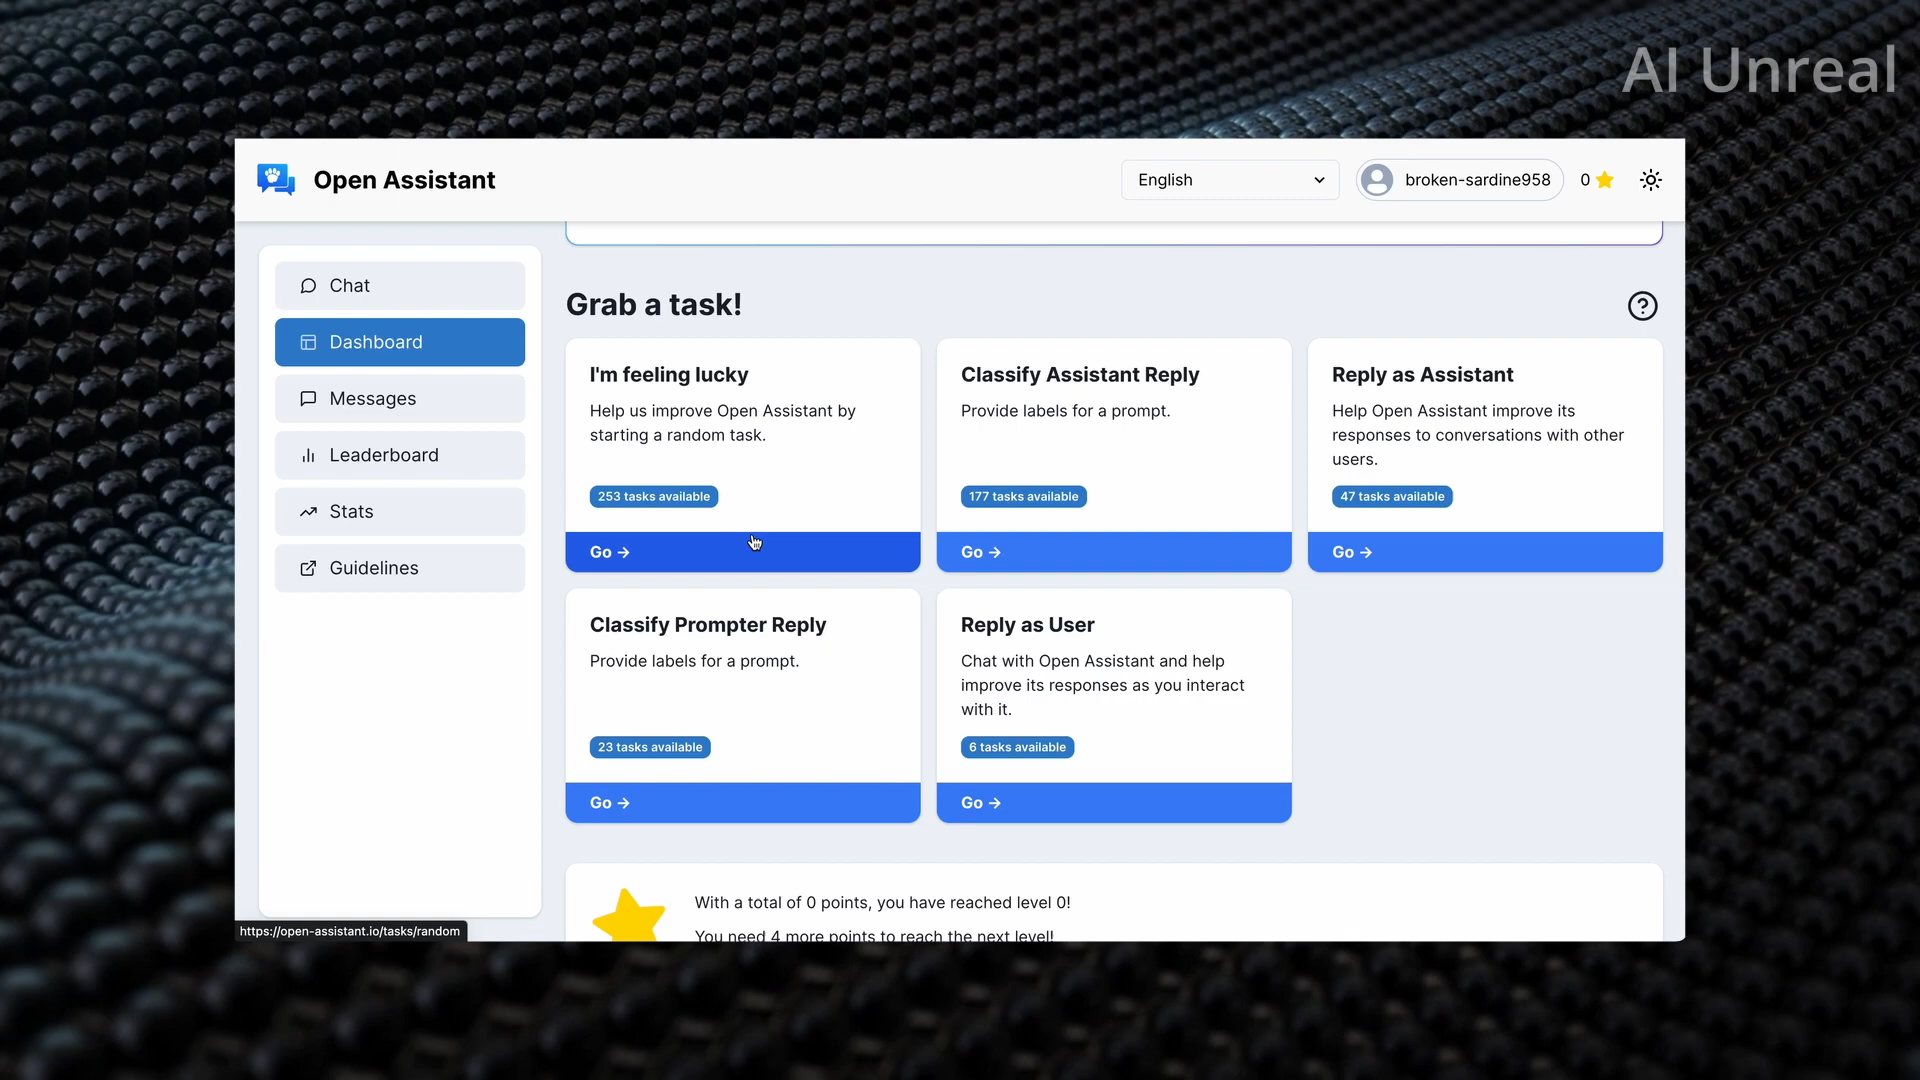 AI Unreal
Open Assistant
English
broken-sardine958
0
Chat
Dashboard
Messages
Leaderboard
Stats
Guidelines
Grab a task!
?
I'm feeling lucky
Help us improve Open Assistant by
starting a random task.
253 tasks available
Go →
Classify Assistant Reply
Provide labels for a prompt.
177 tasks available
Go →
Reply as Assistant
Help Open Assistant improve its
responses to conversations with other
users.
47 tasks available
Go →
Classify Prompter Reply
Provide labels for a prompt.
23 tasks available
Go →
Reply as User
Chat with Open Assistant and help
improve its responses as you interact
with it.
6 tasks available
Go →
With a total of 0 points, you have reached level 0!
You need 4 more points to reach the next level!
https://open-assistant.io/tasks/random